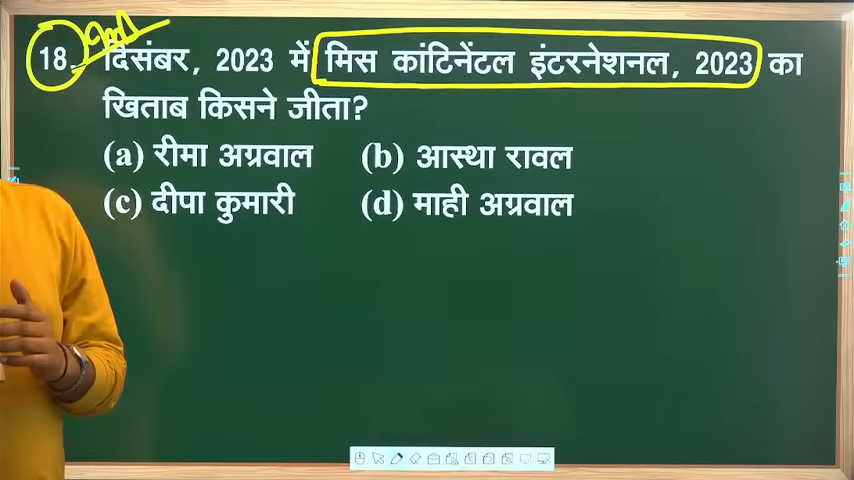 18. दिसंबर, 2023 में मिस कांटिनेंटल इंटरनेशनल, 2023 का
खिताब किसने जीता?
(a) रीमा अग्रवाल (b) आस्था रावल
(c) दीपा कुमारी (d) माही अग्रवाल